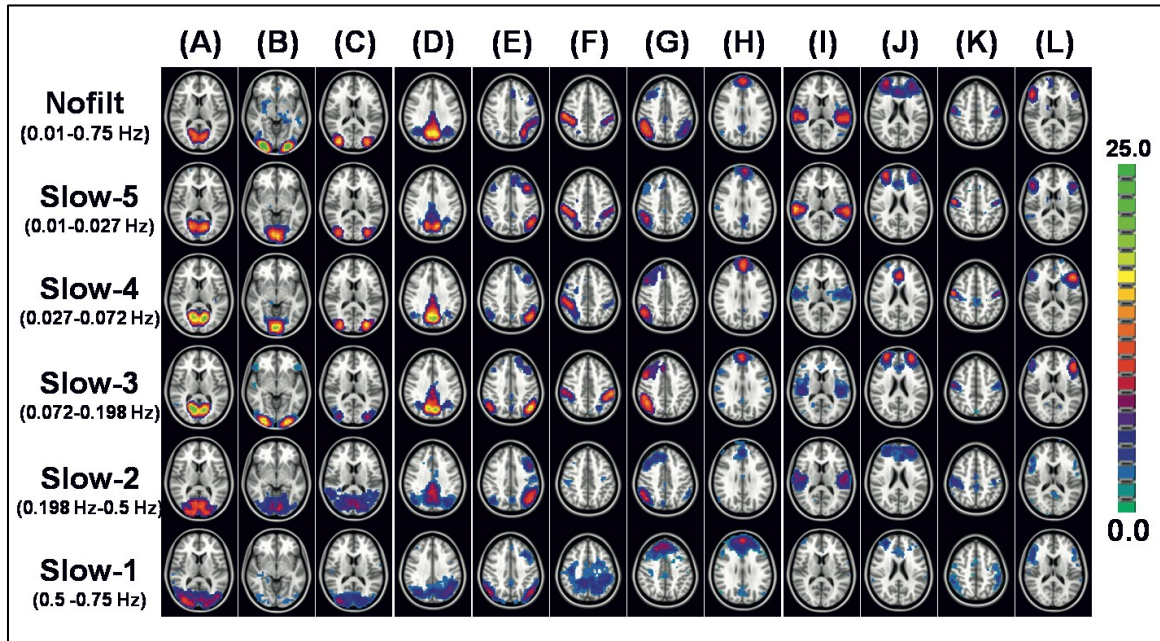 (A) (B) (C) (D) (E) (F) (G) (H) (I) (J) (K) (L)
Nofilt
(0.01-0.75 Hz)
25.0
Slow-5
(0.01-0.027 Hz)
Slow-4
(0.027-0.072 Hz)
Slow-3
(0.072-0.198 Hz)
Slow-2
(0.198 Hz-0.5 Hz)
0.0
Slow-1
(0.5 -0.75 Hz)